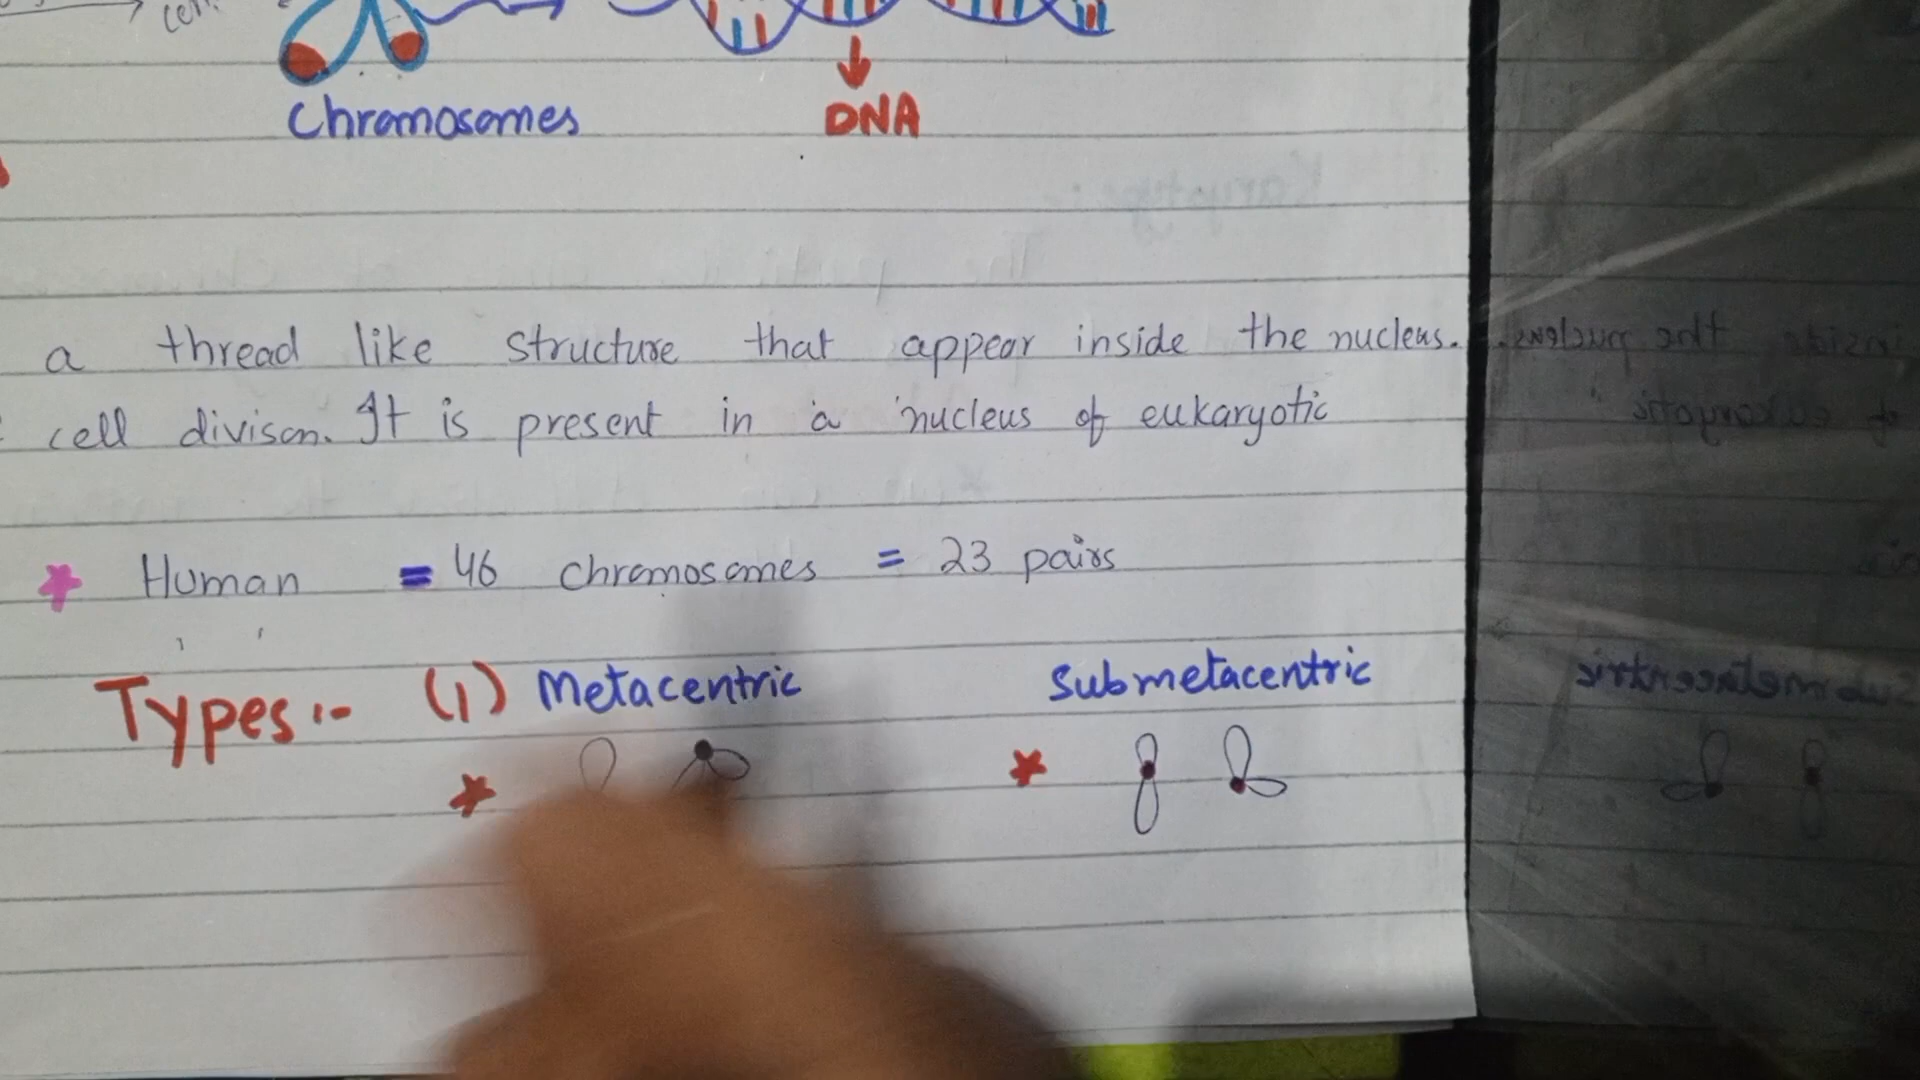 cell
Chromosomes
DNA
a thread like structure that appear inside the nucleus.
cell divison. It is present in a nucleus of eukaryotic
Human = 46 chromosomes = 23 pairs
Types:- (1) Metacentric Submetacentric